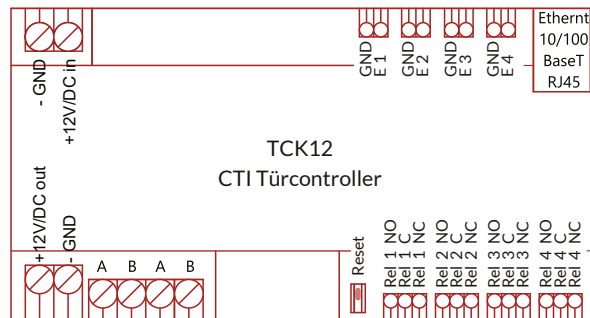 - GND
+12V/DC in
GND
E 1
GND
E 2
GND
E 3
GND
E 4
Ethernt
10/100
BaseT
RJ45
TCK12
CTI Türcontroller
+12V/DC out
- GND
A B A B
Reset
Rel 1 NO
Rel 1 C
Rel 1 NC
Rel 2 NO
Rel 2 C
Rel 2 NC
Rel 3 NO
Rel 3 C
Rel 3 NC
Rel 4 NO
Rel 4 C
Rel 4 NC